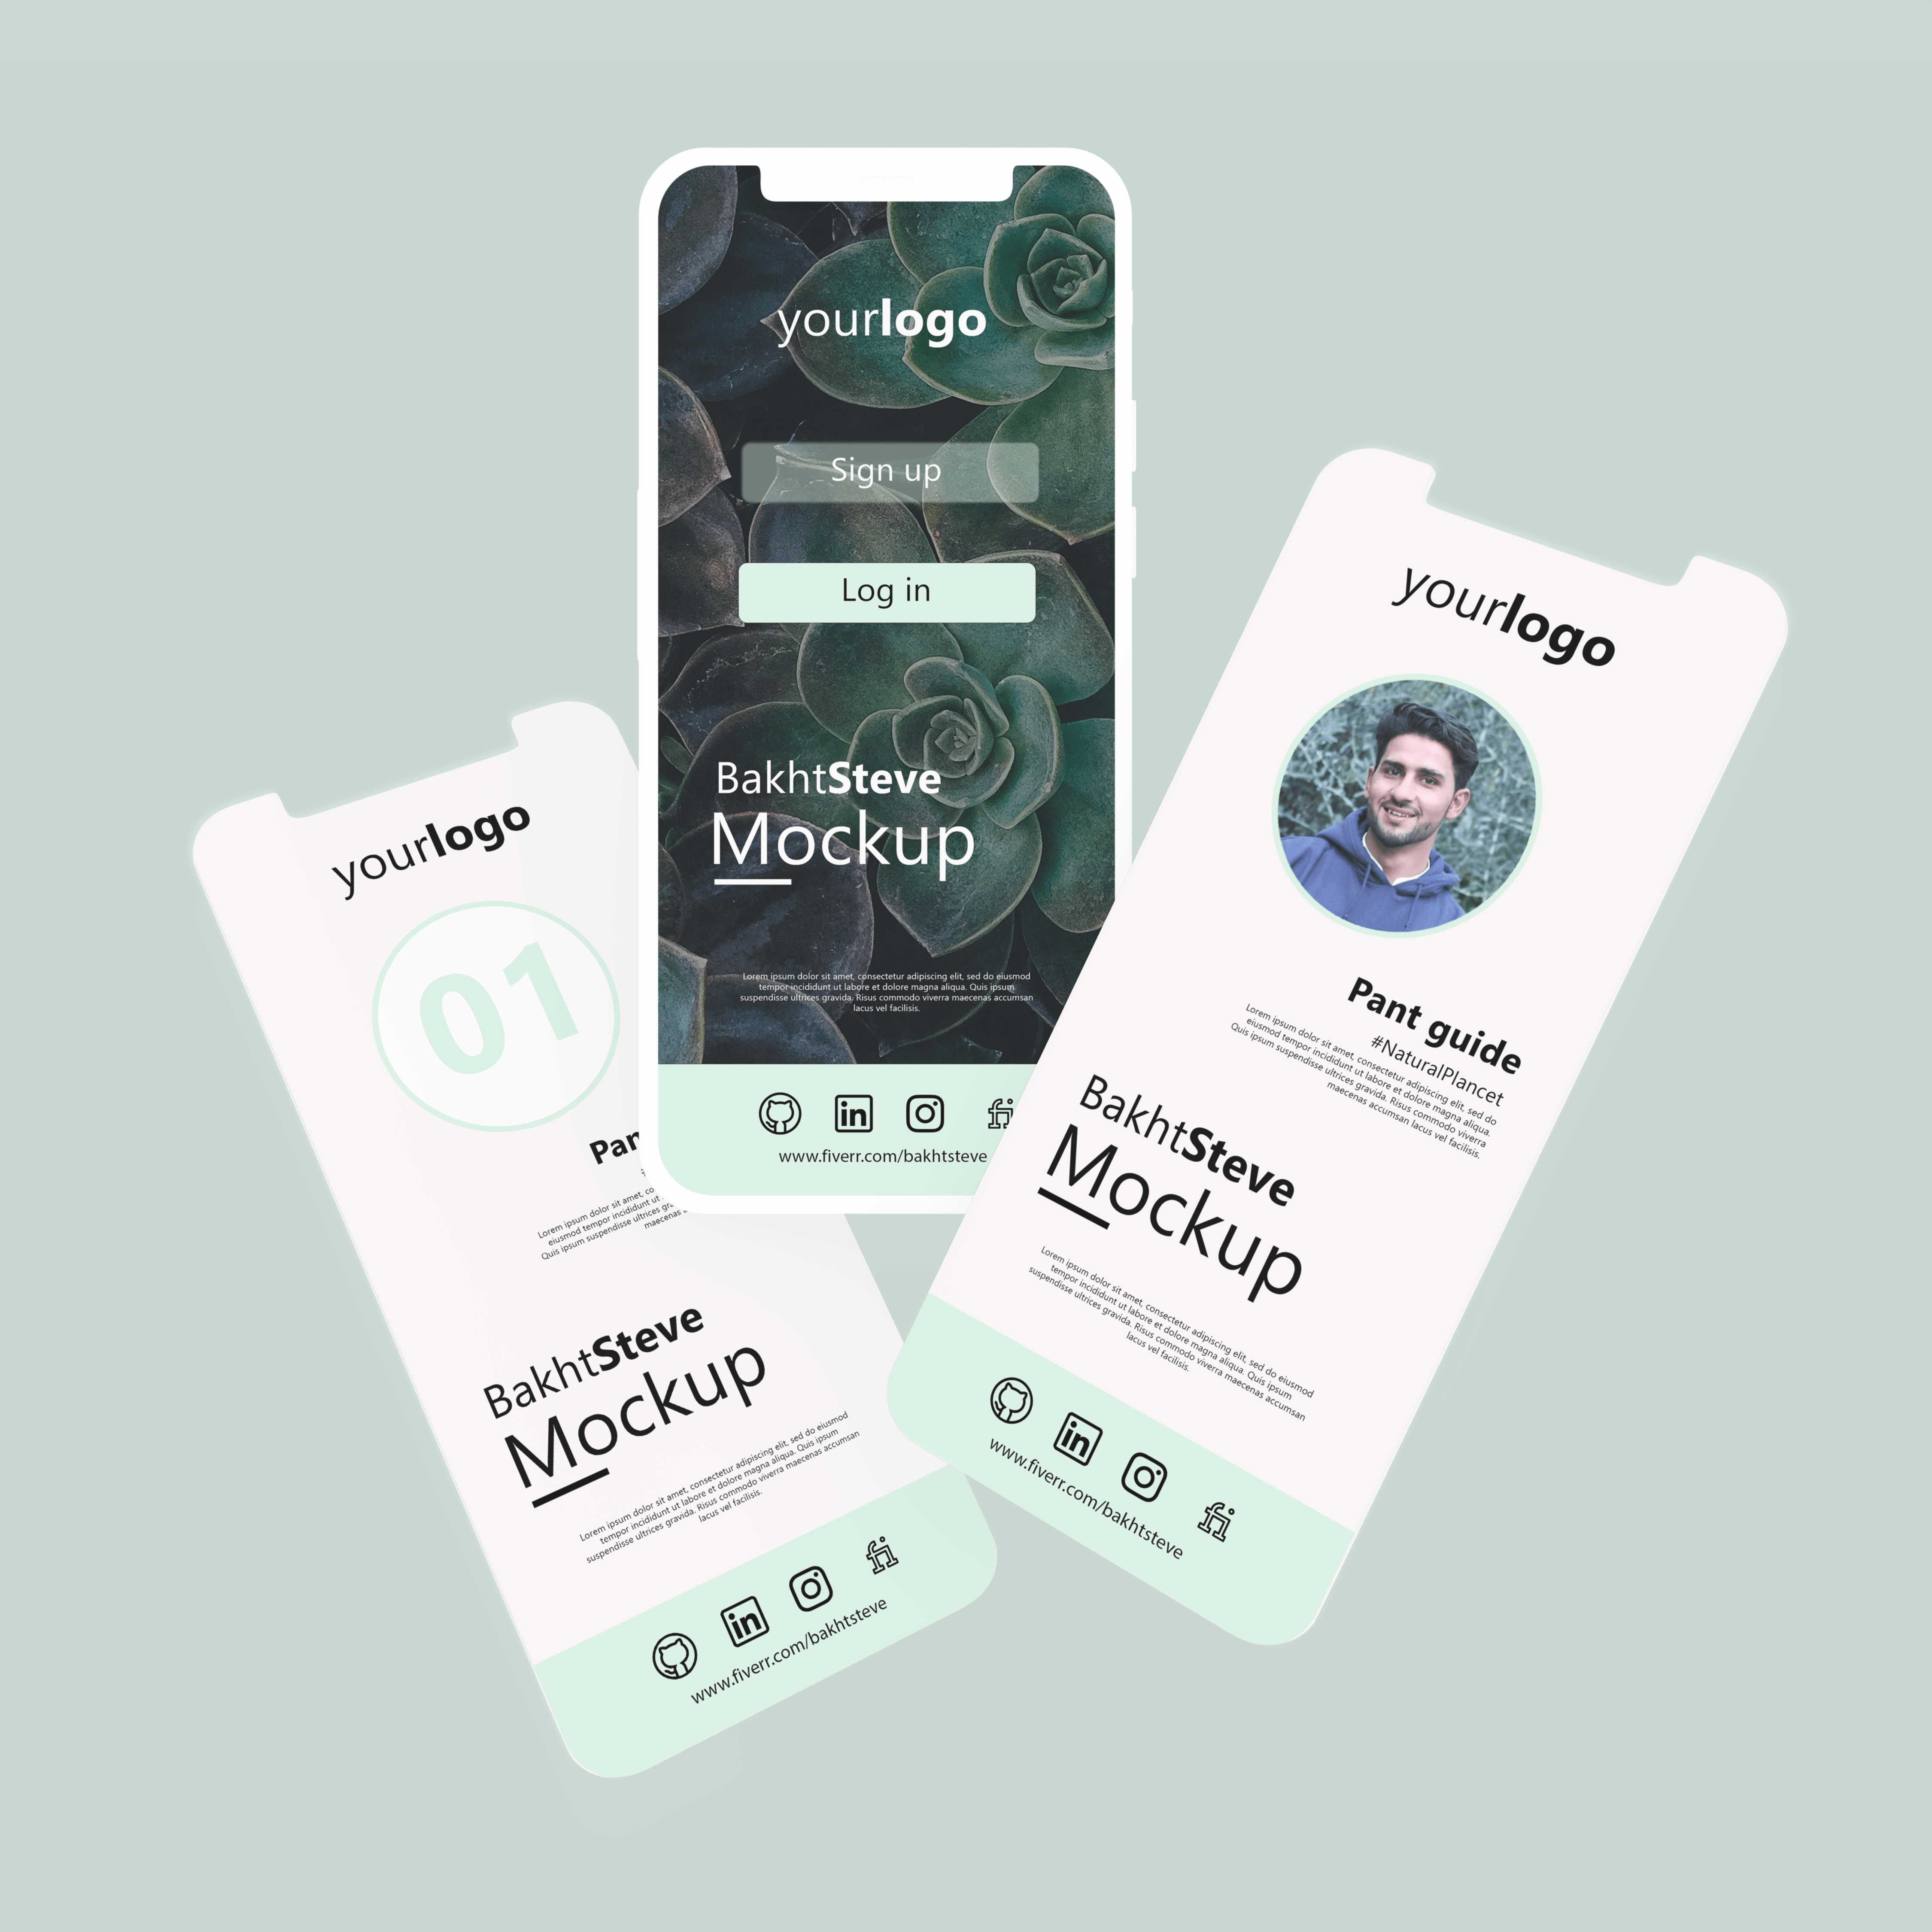 yourlogo
Sign up
Log in
BakhtSteve
Mockup
Lorem ipsum dolor sit amet, consectetur adipiscing elit, sed do eiusmod
tempor incididunt ut labore et dolore magna aliqua. Quis ipsum
suspendisse ultrices gravida. Risus commodo viverra maecenas accumsan
lacus vel facilisis.
in
fi
www.fiverr.com/bakhtsteve
yourlogo
01
Pan
Lorem ipsum dolor sit amet, co
eiusmod tempor incididunt ut
Quis ipsum suspendisse ultrices gr
maecenas
BakhtSteve
Mockup
Lorem ipsum dolor sit amet, consectetur adipiscing elit, sed do eiusmod
tempor incididunt ut labore et dolore magna aliqua. Quis ipsum
suspendisse ultrices gravida. Risus commodo viverra maecenas accumsan
lacus vel facilisis.
in
fi
www.fiverr.com/bakhtsteve
yourlogo
Pant guide
#NaturalPlancet
Lorem ipsum dolor sit amet, consectetur adipiscing elit, sed do
eiusmod tempor incididunt ut labore et dolore magna aliqua.
Quis ipsum suspendisse ultrices gravida. Risus commodo viverra
maecenas accumsan lacus vel facilisis.
BakhtSteve
Mockup
Lorem ipsum dolor sit amet, consectetur adipiscing elit, sed do eiusmod
tempor incididunt ut labore et dolore magna aliqua. Quis ipsum
suspendisse ultrices gravida. Risus commodo viverra maecenas accumsan
lacus vel facilisis.
in
fi
www.fiverr.com/bakhtsteve